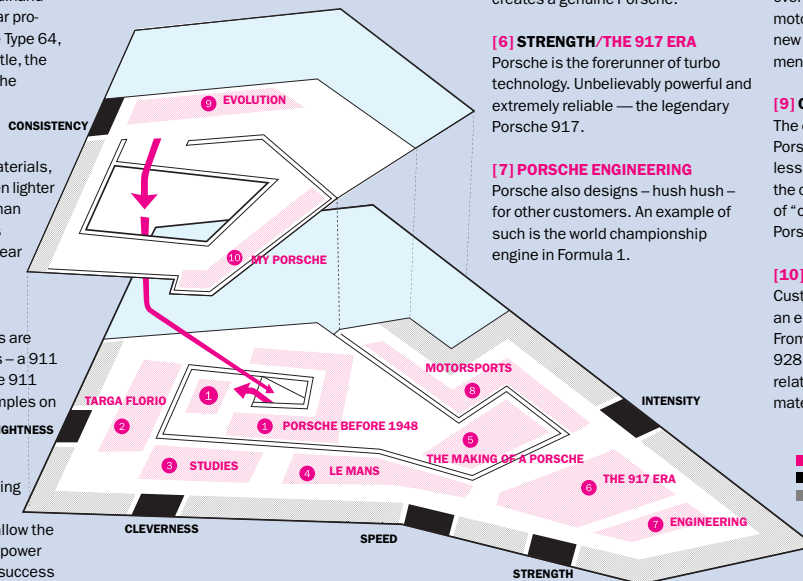 ar pro-
Type 64,
tle, the
he
CONSISTENCY
aterials,
en lighter
han
s
ear
s are
s – a 911
e 911
mples on
IGHTNESS
ing
allow the
power
success
9 EVOLUTION
10 MY PORSCHE
TARGA FLORIO
2
1
1 PORSCHE BEFORE 1948
3 STUDIES
4 LE MANS
MOTORSPORTS
8
5
THE MAKING OF A PORSCHE
6 THE 917 ERA
7 ENGINEERING
INTENSITY
CLEVERNESS
SPEED
STRENGTH
creates a genuine Porsche.
[6] STRENGTH/THE 917 ERA
Porsche is the forerunner of turbo
technology. Unbelievably powerful and
extremely reliable — the legendary
Porsche 917.
[7] PORSCHE ENGINEERING
Porsche also designs – hush hush –
for other customers. An example of
such is the world championship
engine in Formula 1.
moto
new
men
[9] C
The
Pors
less
the c
of “c
Pors
[10]
Cust
an e
From
928
relat
mate